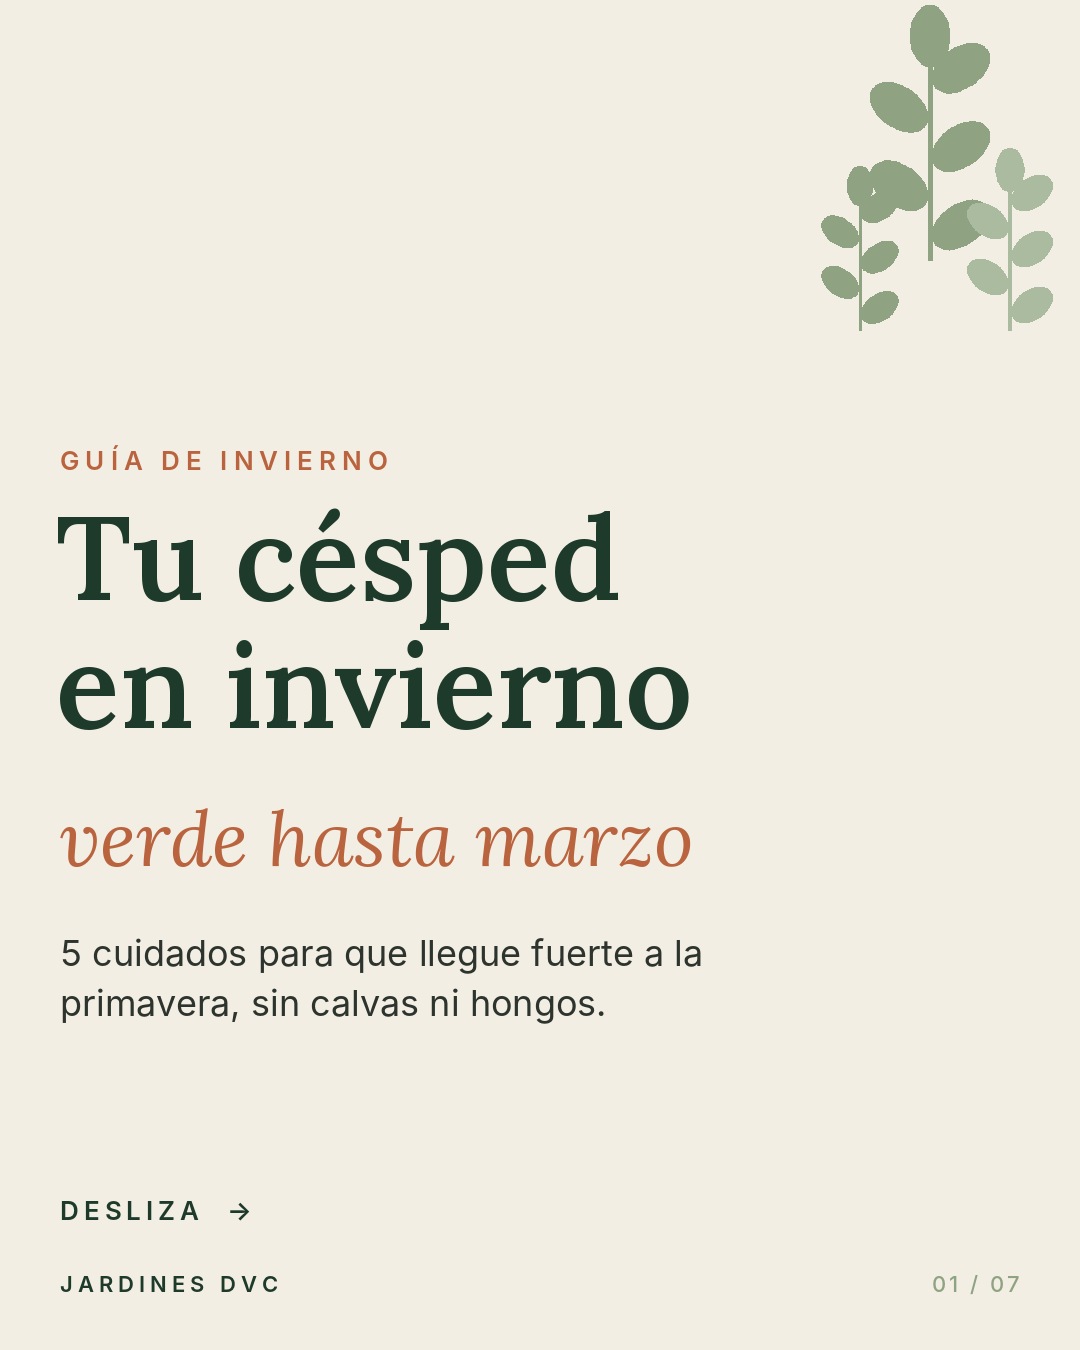 GUÍA DE INVIERNO
Tu césped
en invierno
verde hasta marzo
5 cuidados para que llegue fuerte a la
primavera, sin calvas ni hongos.
DESLIZA →
JARDINES DVC
01 / 07